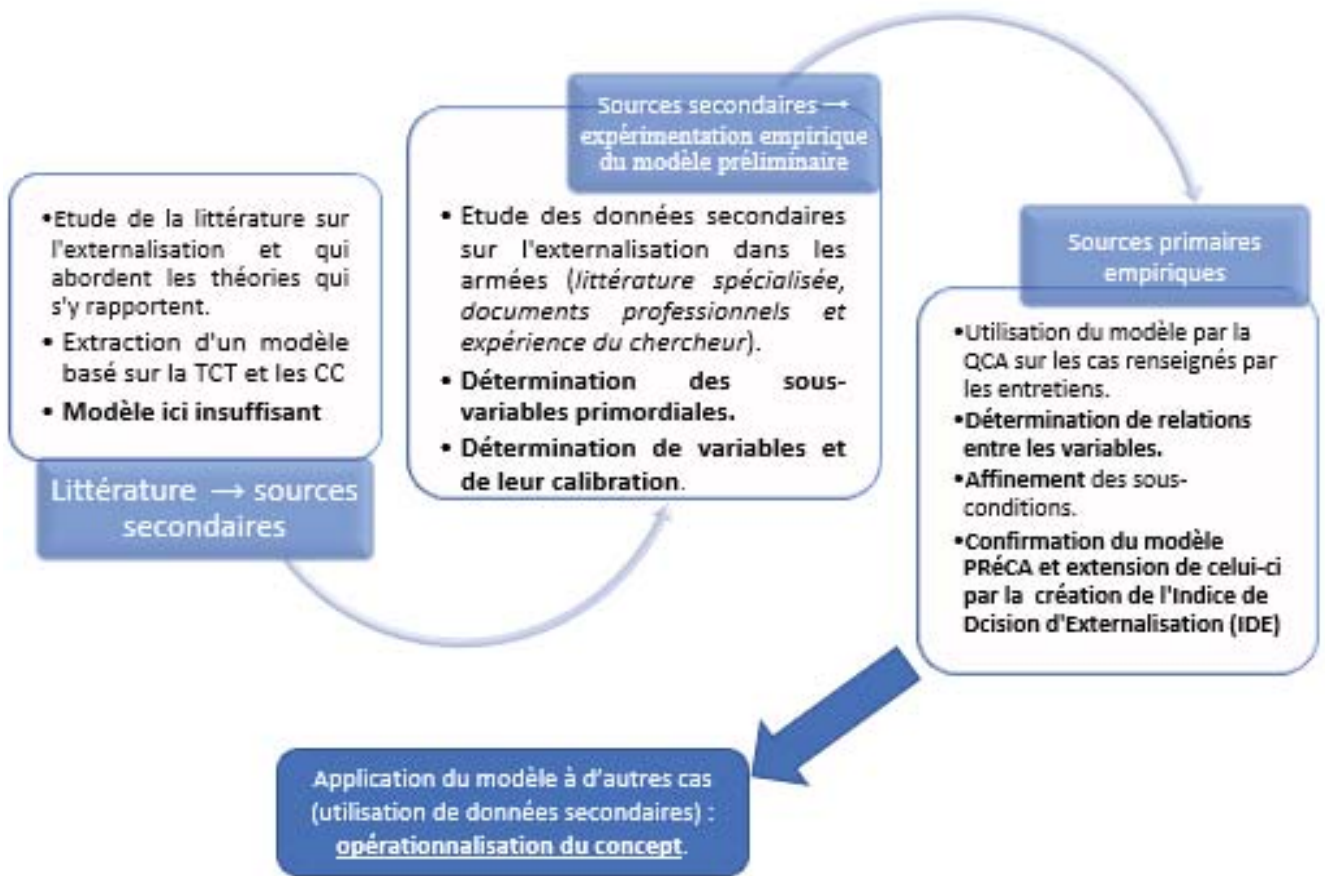 •Etude de la littérature sur
l'externalisation et qui
abordent les théories qui
s'y rapportent.
• Extraction d'un modèle
basé sur la TCT et les CC
• Modèle ici insuffisant
Littérature → sources
secondaires
Sources secondaires →
expérimentation empirique
du modèle préliminaire
• Etude des données secondaires
sur l'externalisation dans les
armées (littérature spécialisée,
documents professionnels et
expérience du chercheur).
• Détermination des sous-
variables primordiales.
• Détermination de variables et
de leur calibration.
Sources primaires
empiriques
•Utilisation du modèle par la
QCA sur les cas renseignés par
les entretiens.
•Détermination de relations
entre les variables.
•Affinement des sous-
conditions.
•Confirmation du modèle
PRéCA et extension de celui-ci
par la création de l'Indice de
Dcision d'Externalisation (IDE)
Application du modèle à d'autres cas
(utilisation de données secondaires) :
opérationnalisation du concept.